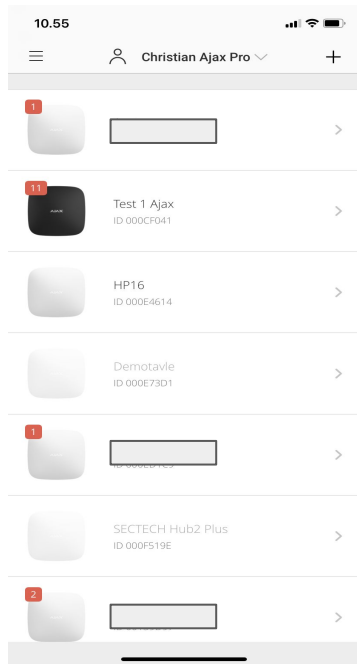 10.55
Christian Ajax Pro
1
11
Test 1 Ajax
ID 000CF041
HP16
ID 000E4614
Demotavle
ID 000E73D1
1
SECTECH Hub2 Plus
ID 000F519E
2